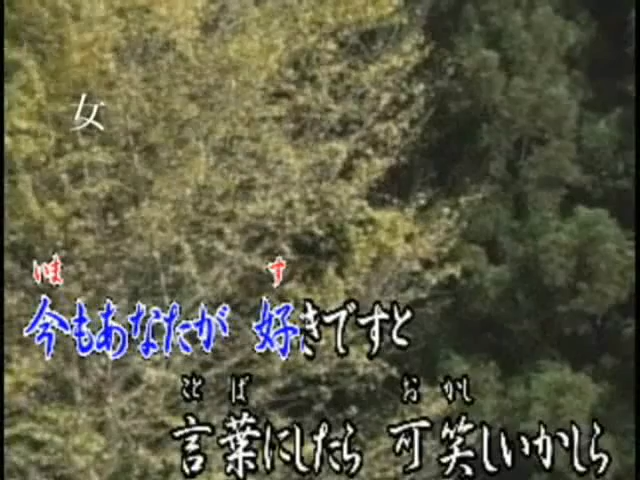 女
いま す
今もあなたが 好きですと
ことば おかし
言葉にしたら 可笑しいかしら